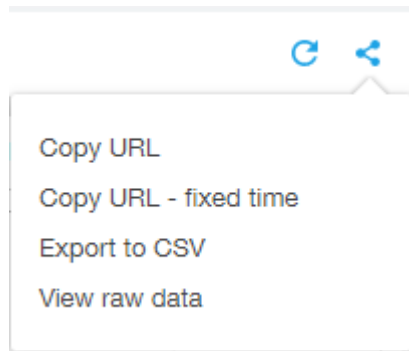 Copy URL
Copy URL - fixed time
Export to CSV
View raw data